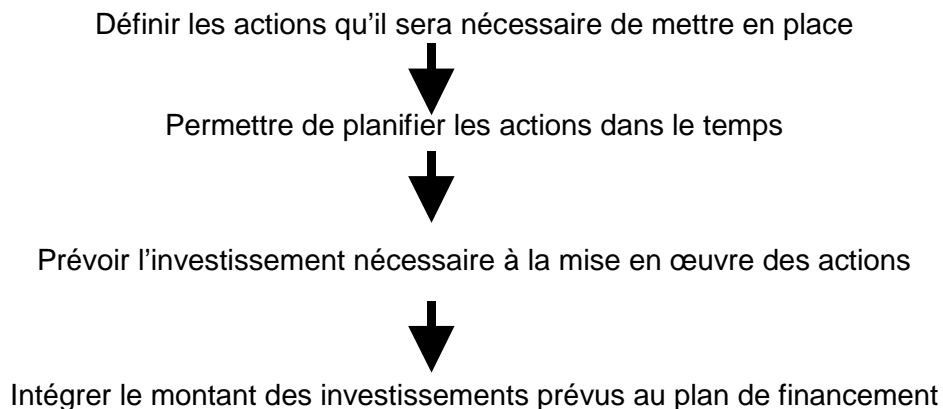 Définir les actions qu'il sera nécessaire de mettre en place
Permettre de planifier les actions dans le temps
Prévoir l'investissement nécessaire à la mise en œuvre des actions
Intégrer le montant des investissements prévus au plan de financement